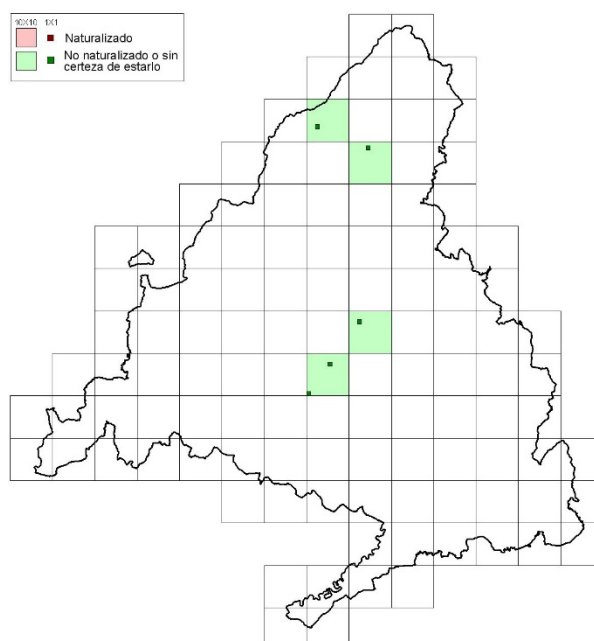 10X10 1X1
Naturalizado
No naturalizado o sin
certeza de estarlo